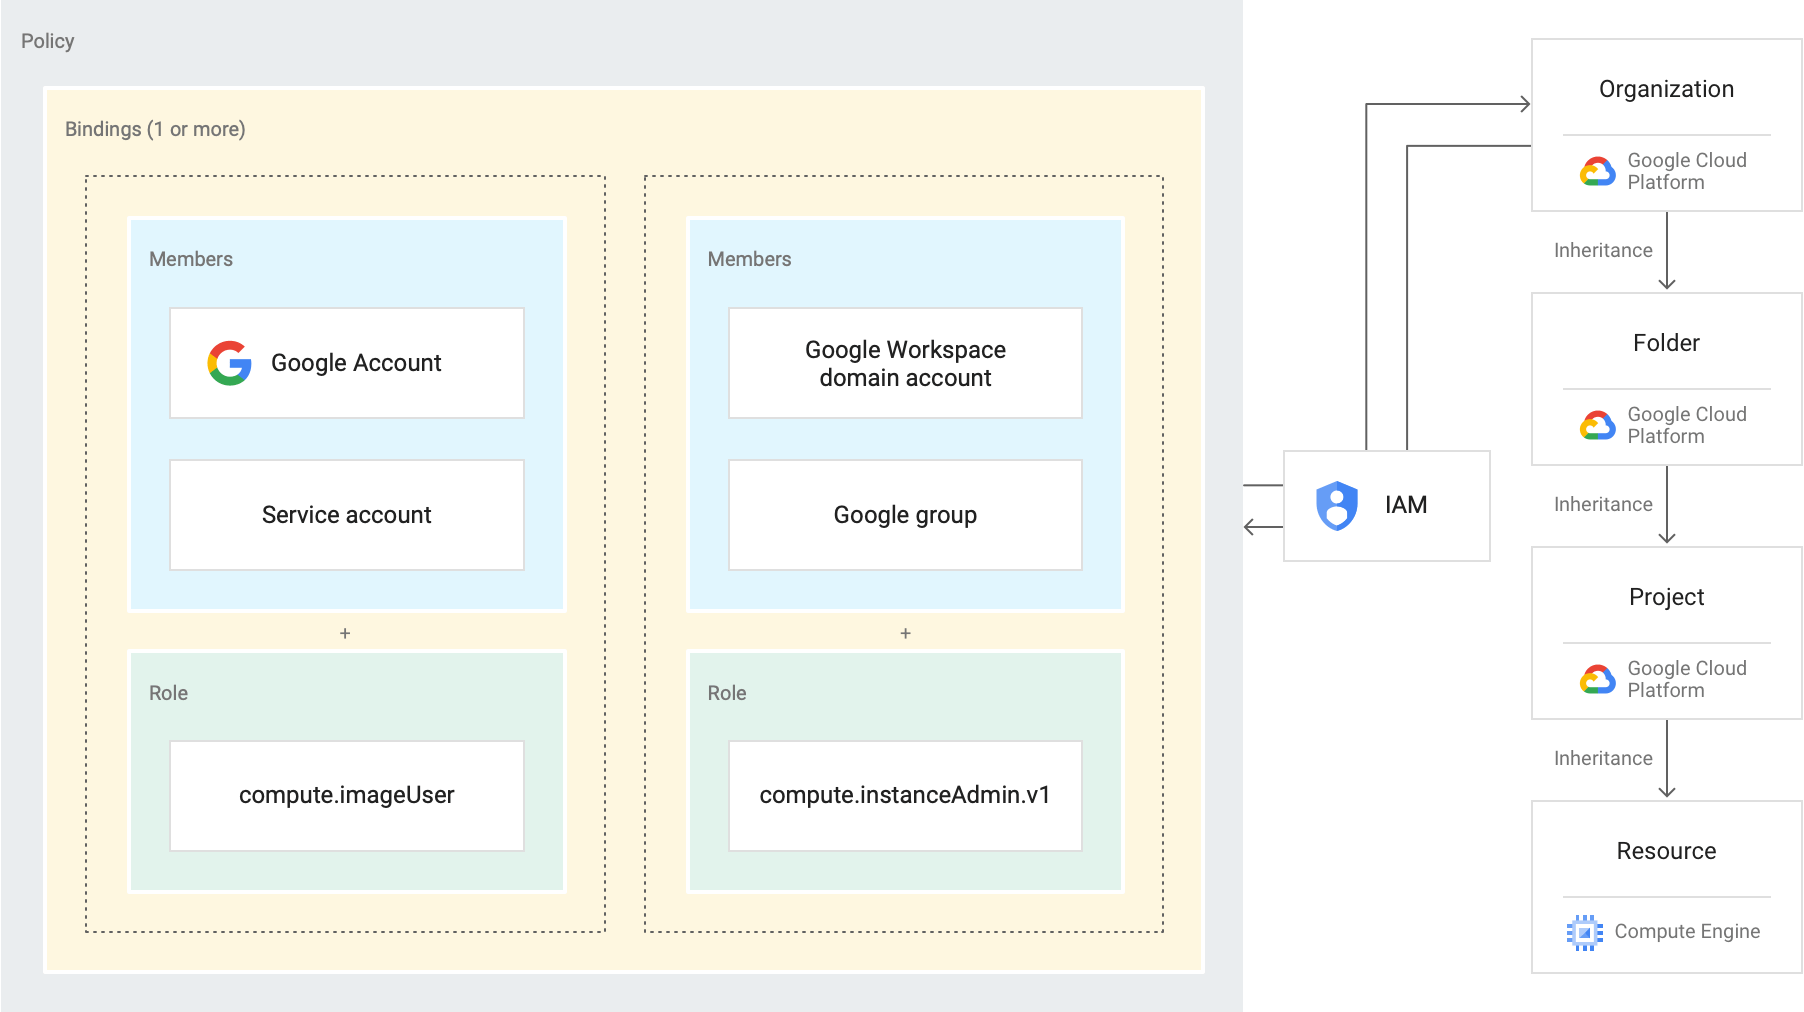 Policy
Bindings (1 or more)
Members
Google Account
Service account
+
Role
compute.imageUser
Members
Google Workspace
domain account
Google group
+
Role
compute.instanceAdmin.v1
IAM
Organization
Google Cloud
Platform
Inheritance
Folder
Google Cloud
Platform
Inheritance
Project
Google Cloud
Platform
Inheritance
Resource
Compute Engine